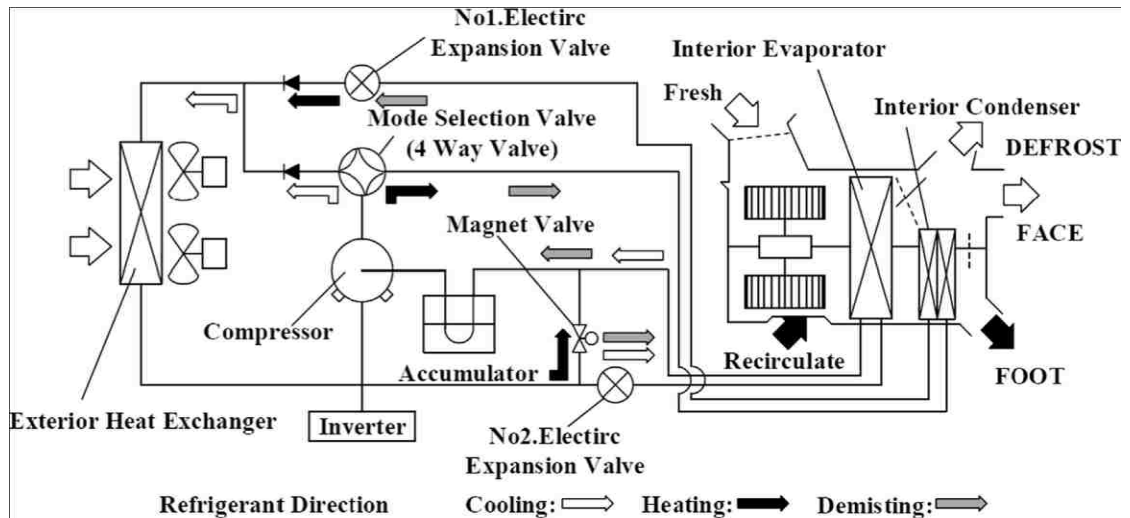 No1.Electirc
Expansion Valve
Interior Evaporator
Fresh
Interior Condenser
Mode Selection Valve
(4 Way Valve)
DEFROST
Magnet Valve
FACE
Compressor
Accumulator
Recirculate
FOOT
Exterior Heat Exchanger
Inverter
No2.Electirc
Expansion Valve
Refrigerant Direction Cooling: Heating: Demisting: